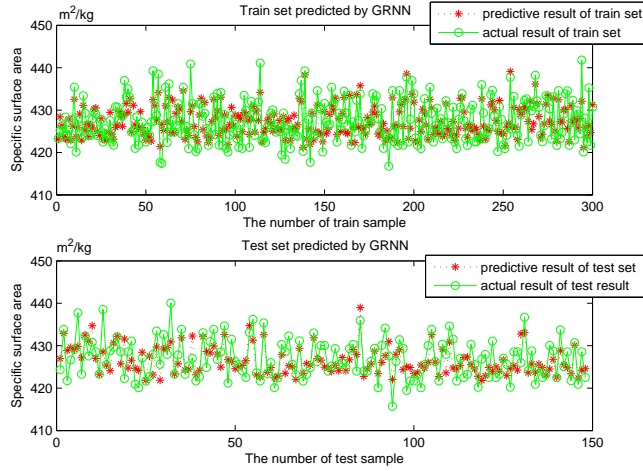 m²/kg
Train set predicted by GRNN
predictive result of train set
actual result of train set
Specific surface area
450
440
430
420
410
0
50
100
150
200
250
300
The number of train sample
m²/kg
Test set predicted by GRNN
predictive result of test set
actual result of test result
Specific surface area
450
440
430
420
410
0
50
100
150
The number of test sample